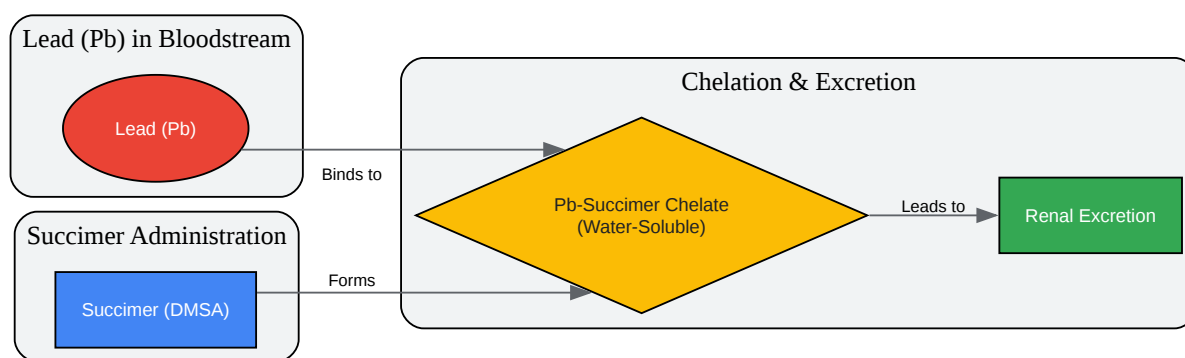 Lead (Pb) in Bloodstream
Lead (Pb)
Binds to
Succimer Administration
Succimer (DMSA)
Forms
Chelation & Excretion
Pb-Succimer Chelate
(Water-Soluble)
Leads to
Renal Excretion